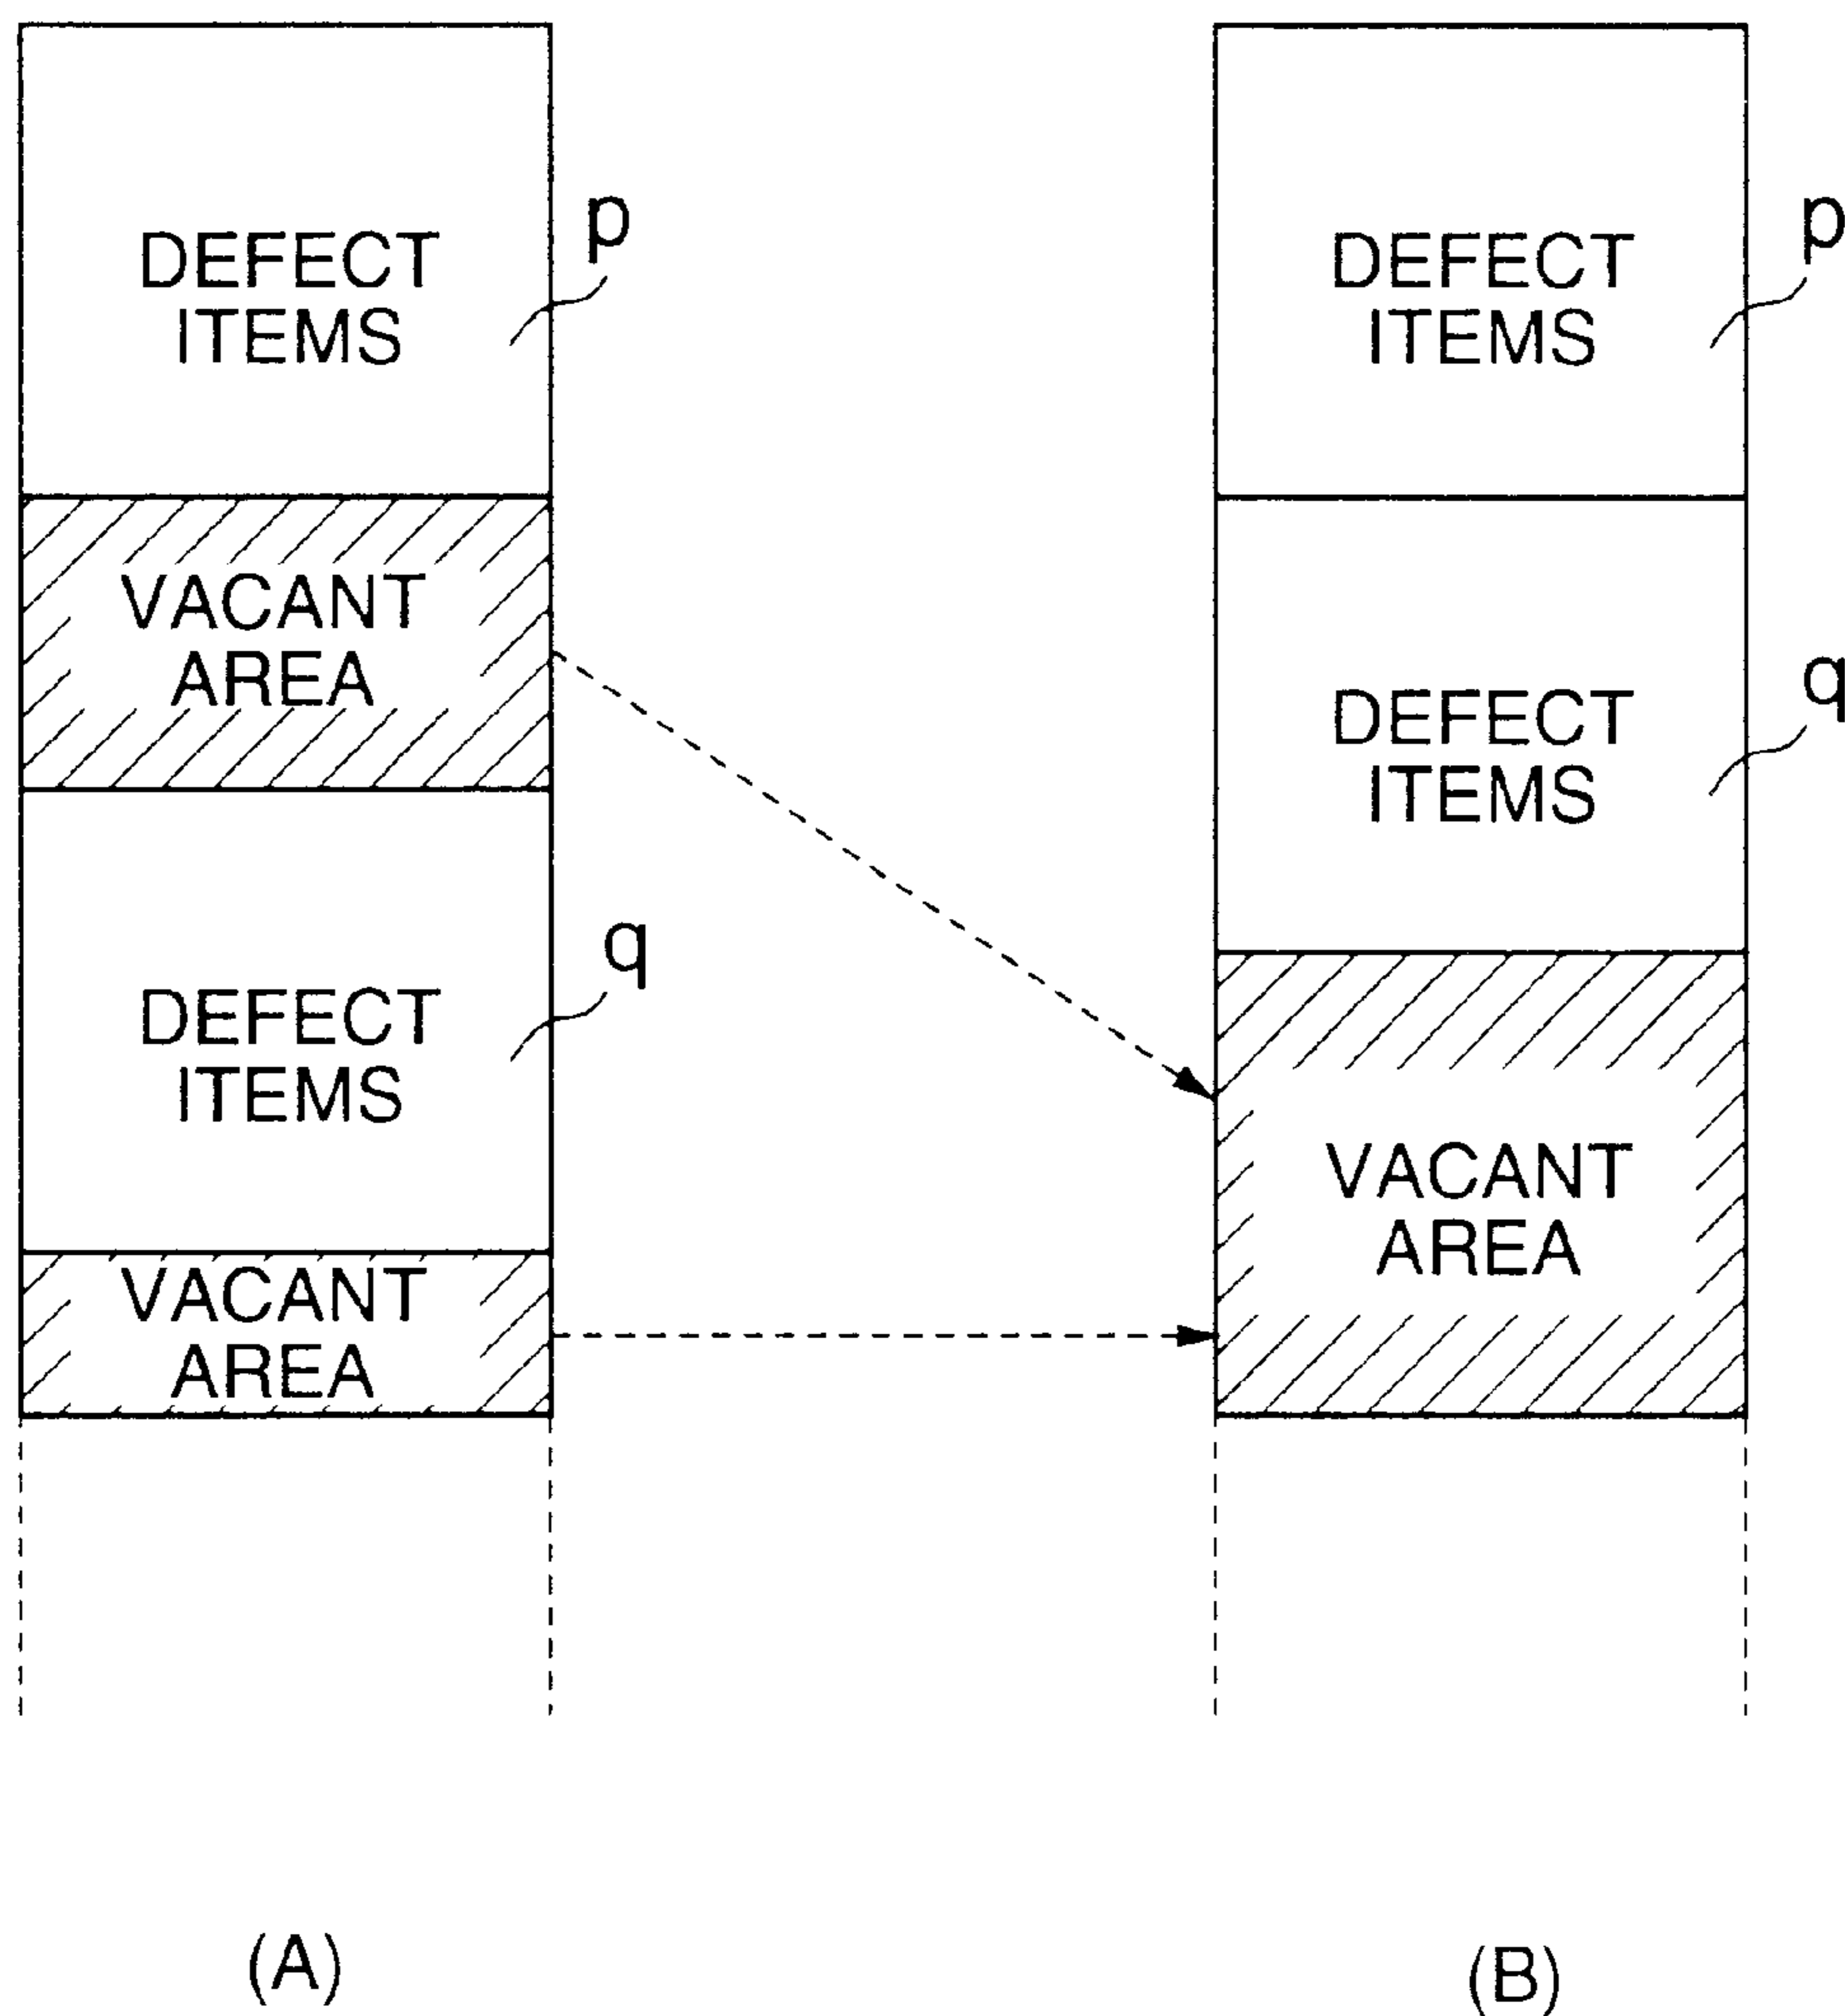 DEFECT
ITEMS
p
VACANT
AREA
DEFECT
ITEMS
q
VACANT
AREA
(A)
DEFECT
ITEMS
p
DEFECT
ITEMS
q
VACANT
AREA
(B)